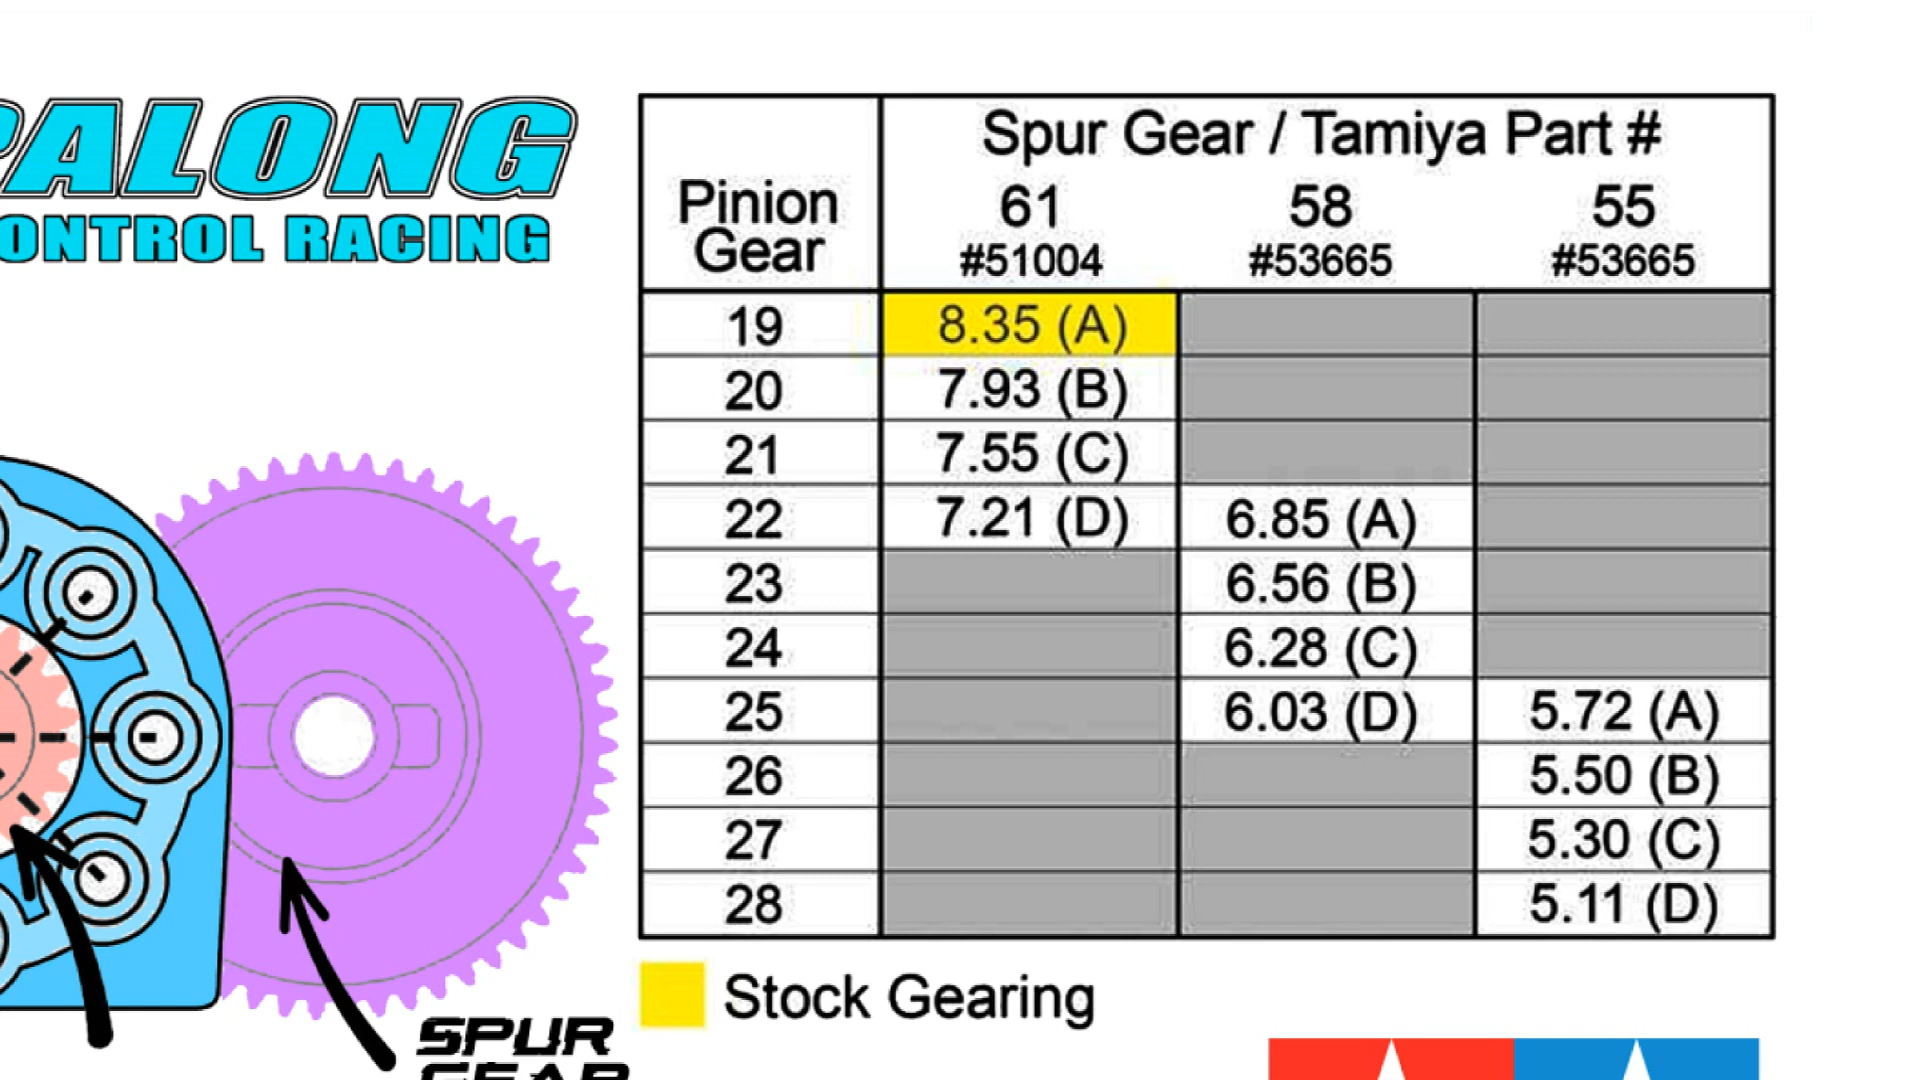 PALONG
ONTROL RACING
Spur Gear / Tamiya Part #
Pinion Gear 61 58 55
#51004 #53665 #53665
19 8.35 (A)
20 7.93 (B)
21 7.55 (C)
22 7.21 (D) 6.85 (A)
23 6.56 (B)
24 6.28 (C)
25 6.03 (D) 5.72 (A)
26 5.50 (B)
27 5.30 (C)
28 5.11 (D)
Stock Gearing
SPUR
GEAR